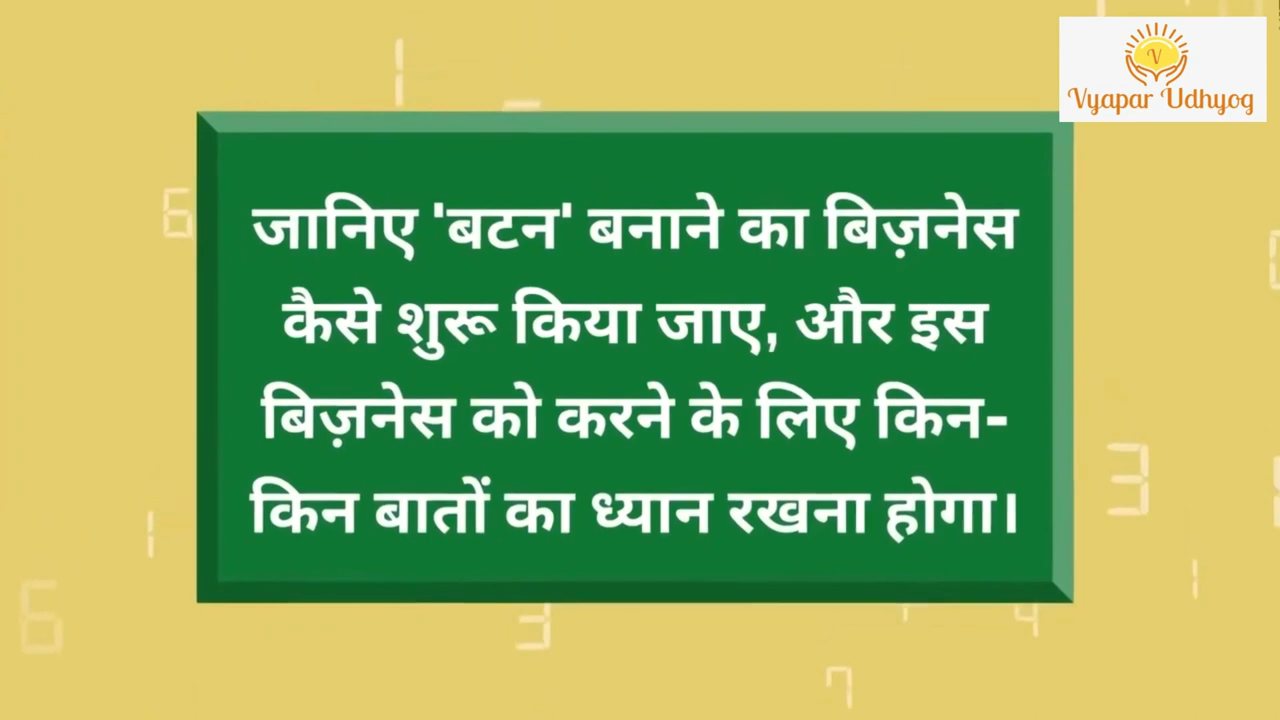 V
Vyapar Udhyog
जानिए 'बटन' बनाने का बिज़नेस
कैसे शुरू किया जाए, और इस
बिज़नेस को करने के लिए किन-
किन बातों का ध्यान रखना होगा।